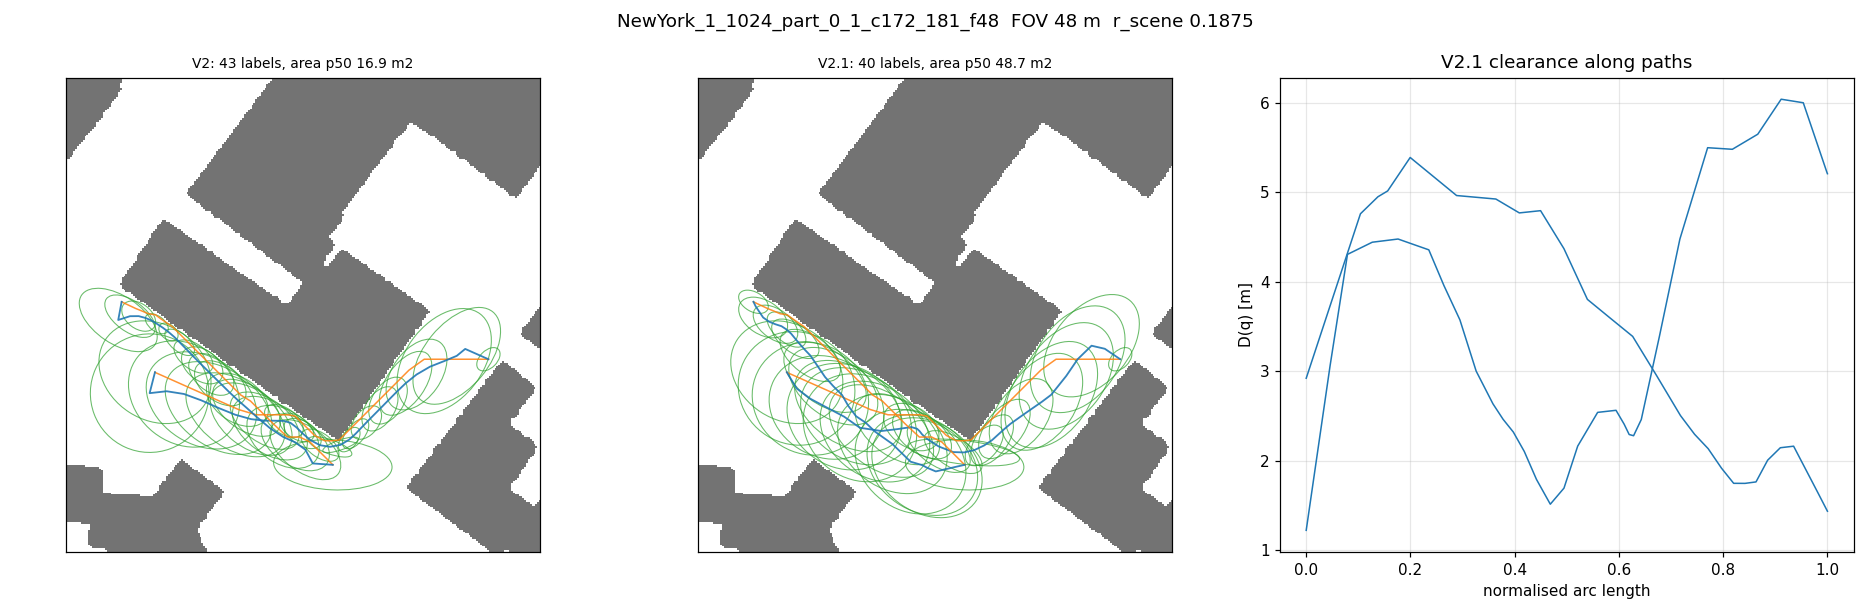 NewYork_1_1024_part_0_1_c172_181_f48  FOV 48 m  r_scene 0.1875
V2: 43 labels, area p50 16.9 m2
V2.1: 40 labels, area p50 48.7 m2
V2.1 clearance along paths
D(q) [m]
6
5
4
3
2
1
0.0 0.2 0.4 0.6 0.8 1.0
normalised arc length